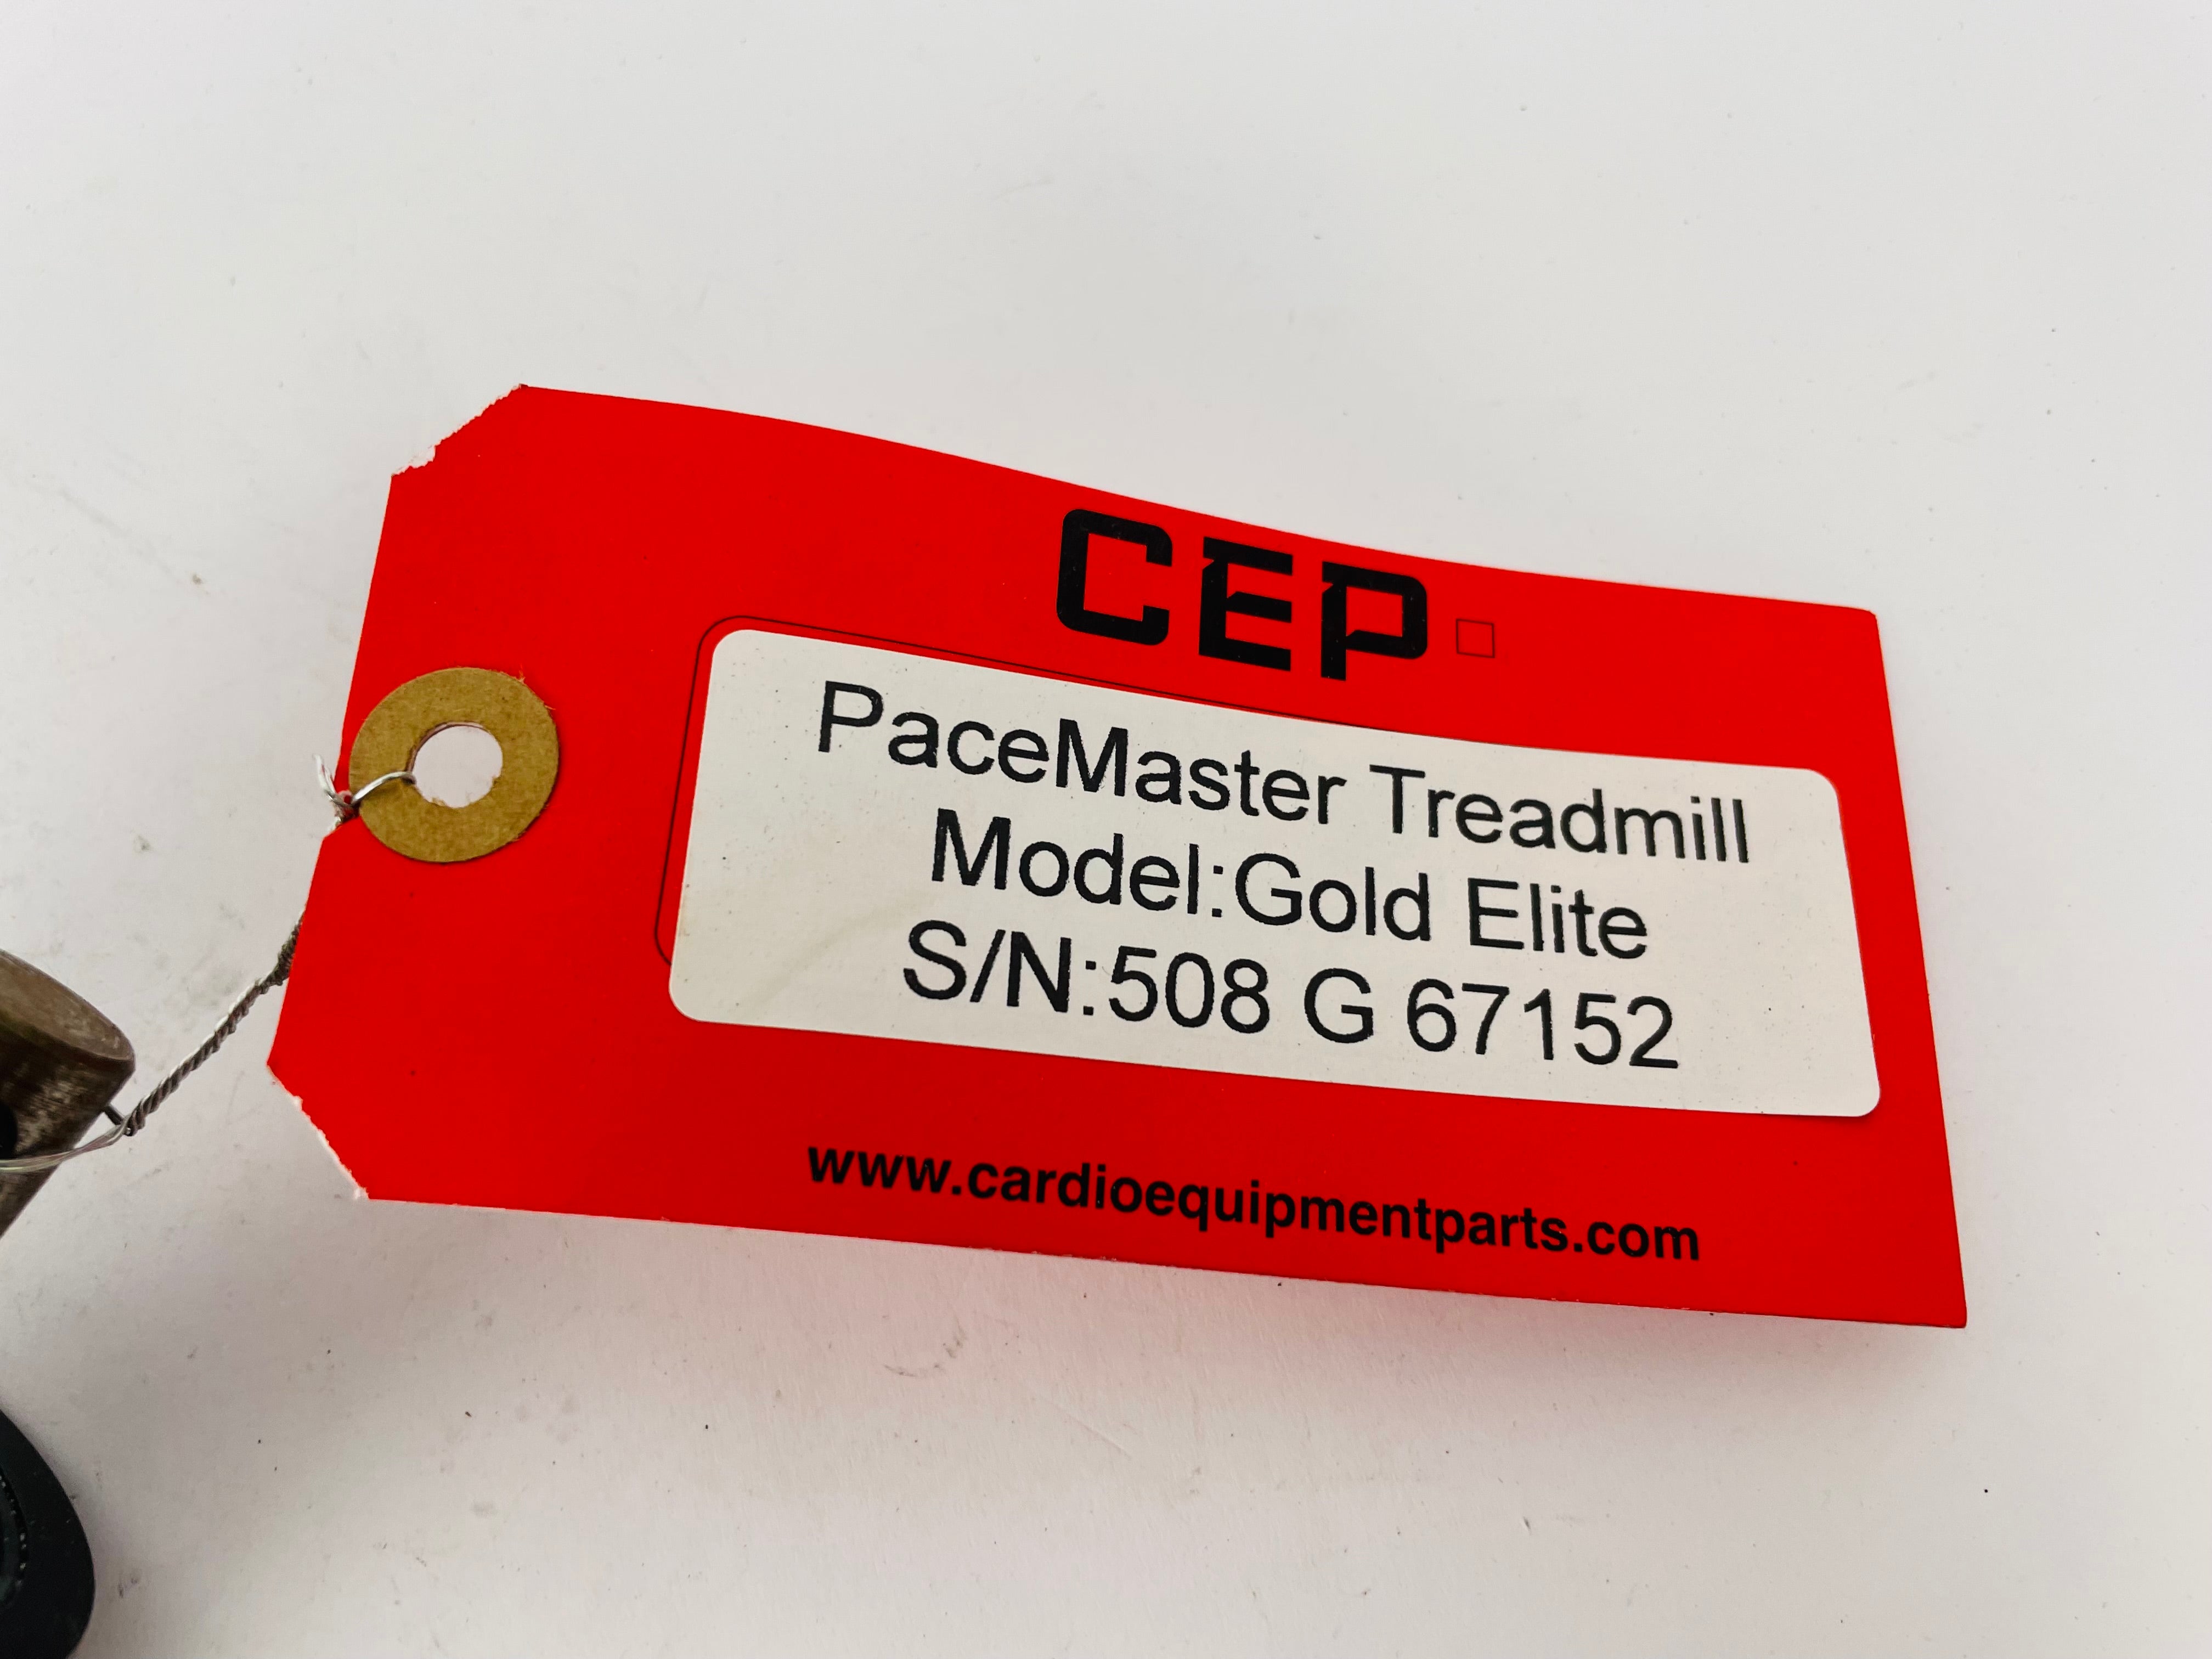 CEP
PaceMaster Treadmill
Model:Gold Elite
S/N:508 G 67152
www.cardioequipmentparts.com